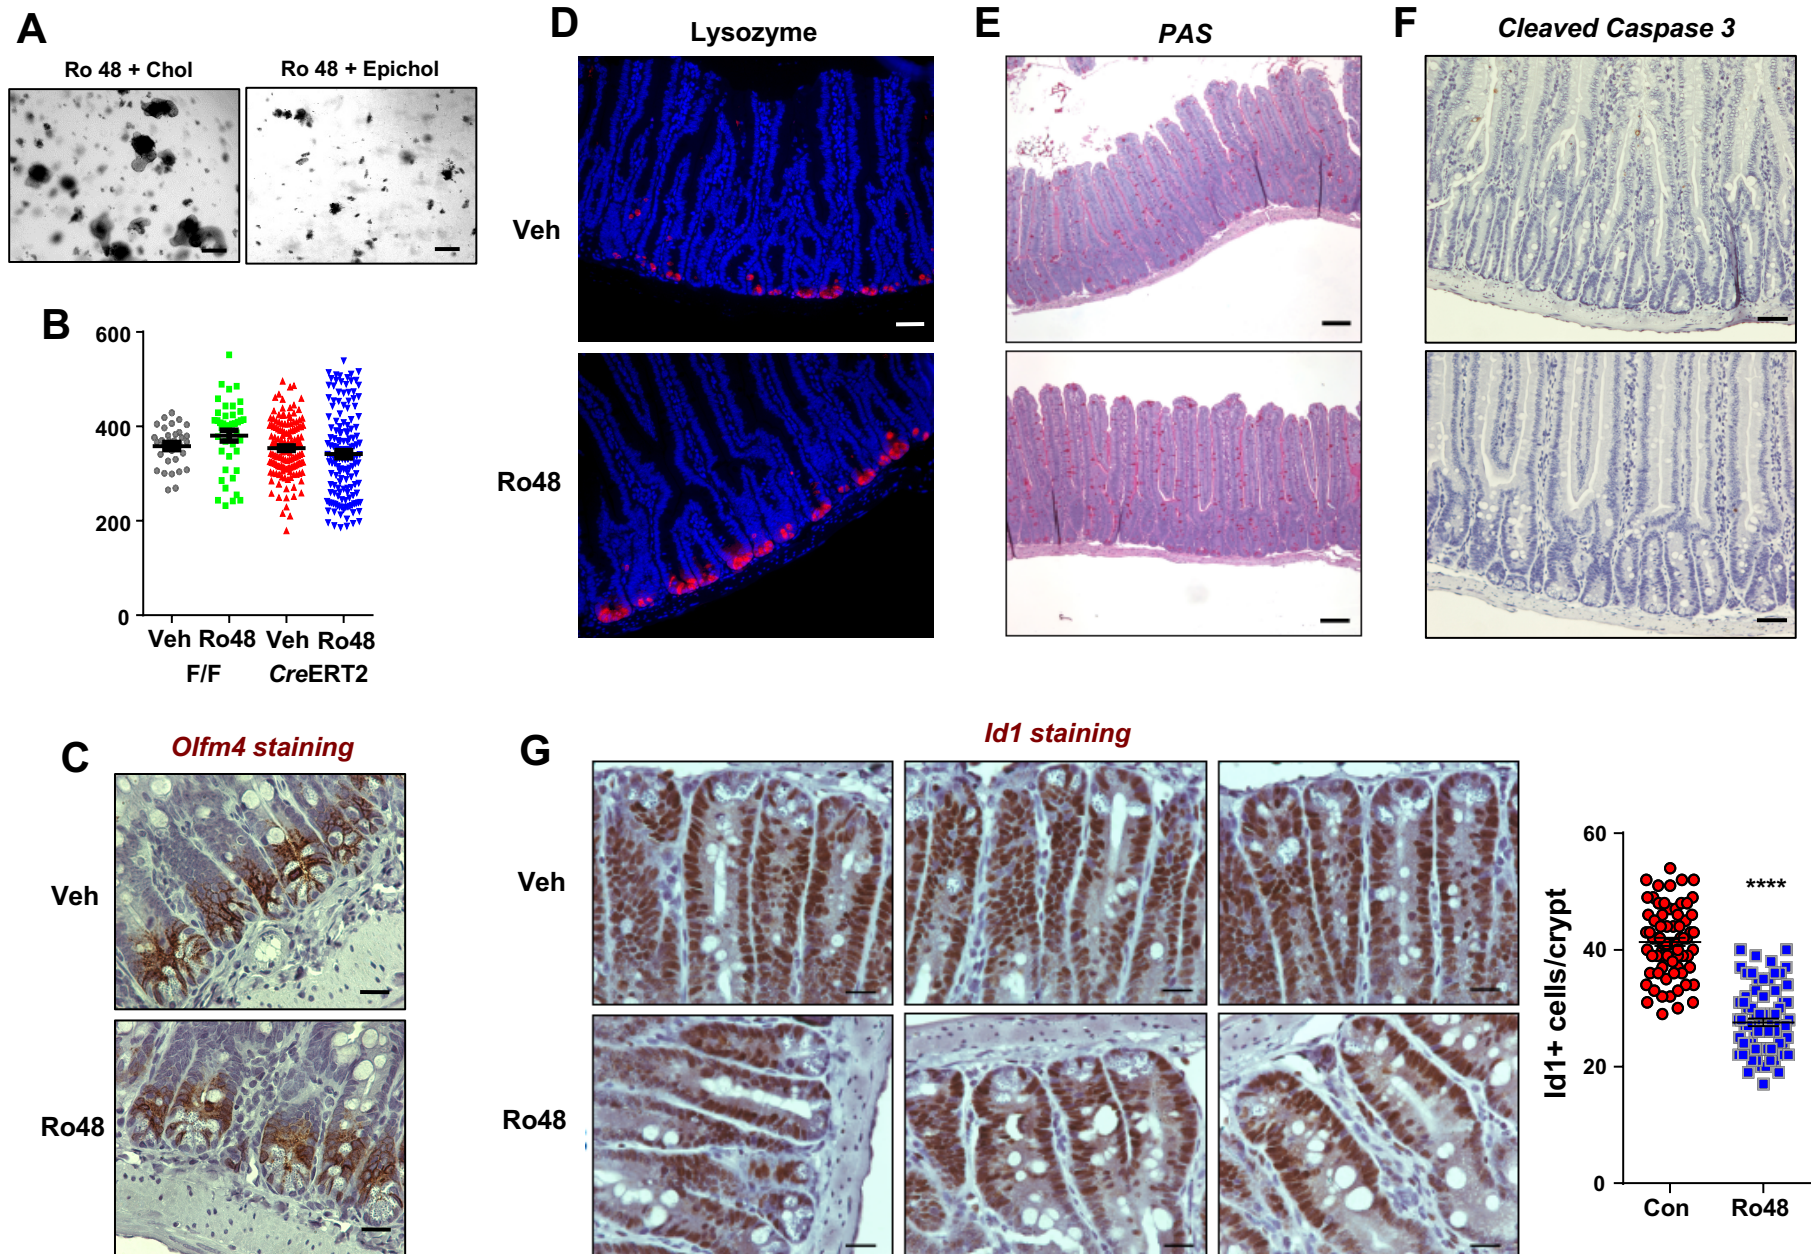 A
Ro 48 + Chol
Ro 48 + Epichol
B
600
400
200
0
Veh Ro48 Veh Ro48
F/F CreERT2
C
Olfm4 staining
Veh
Ro48
D
Lysozyme
Veh
Ro48
E
PAS
F
Cleaved Caspase 3
G
Id1 staining
Veh
Ro48
Id1+ cells/crypt
60
40
20
0
****
Con Ro48